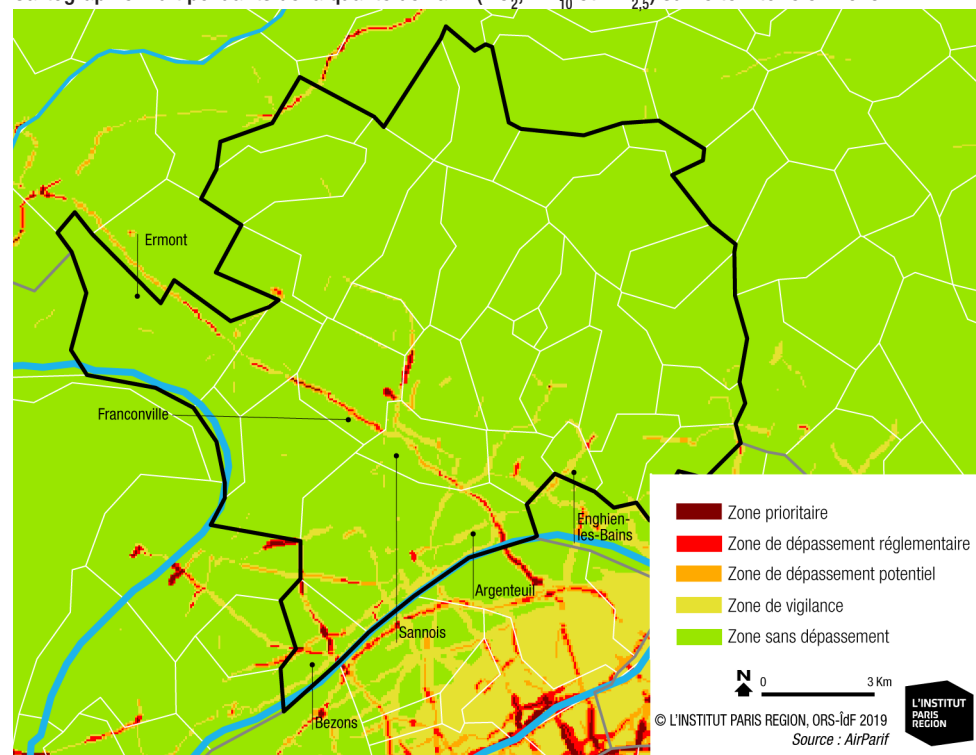 Ermont
Franconville
Enghien-
les-Bains
Argenteuil
Sannois
Bezons
Zone prioritaire
Zone de dépassement réglementaire
Zone de dépassement potentiel
Zone de vigilance
Zone sans dépassement
N
0 3 Km
© L'INSTITUT PARIS REGION, ORS-ÎdF 2019
Source : AirParif
L'INSTITUT
PARIS
REGION